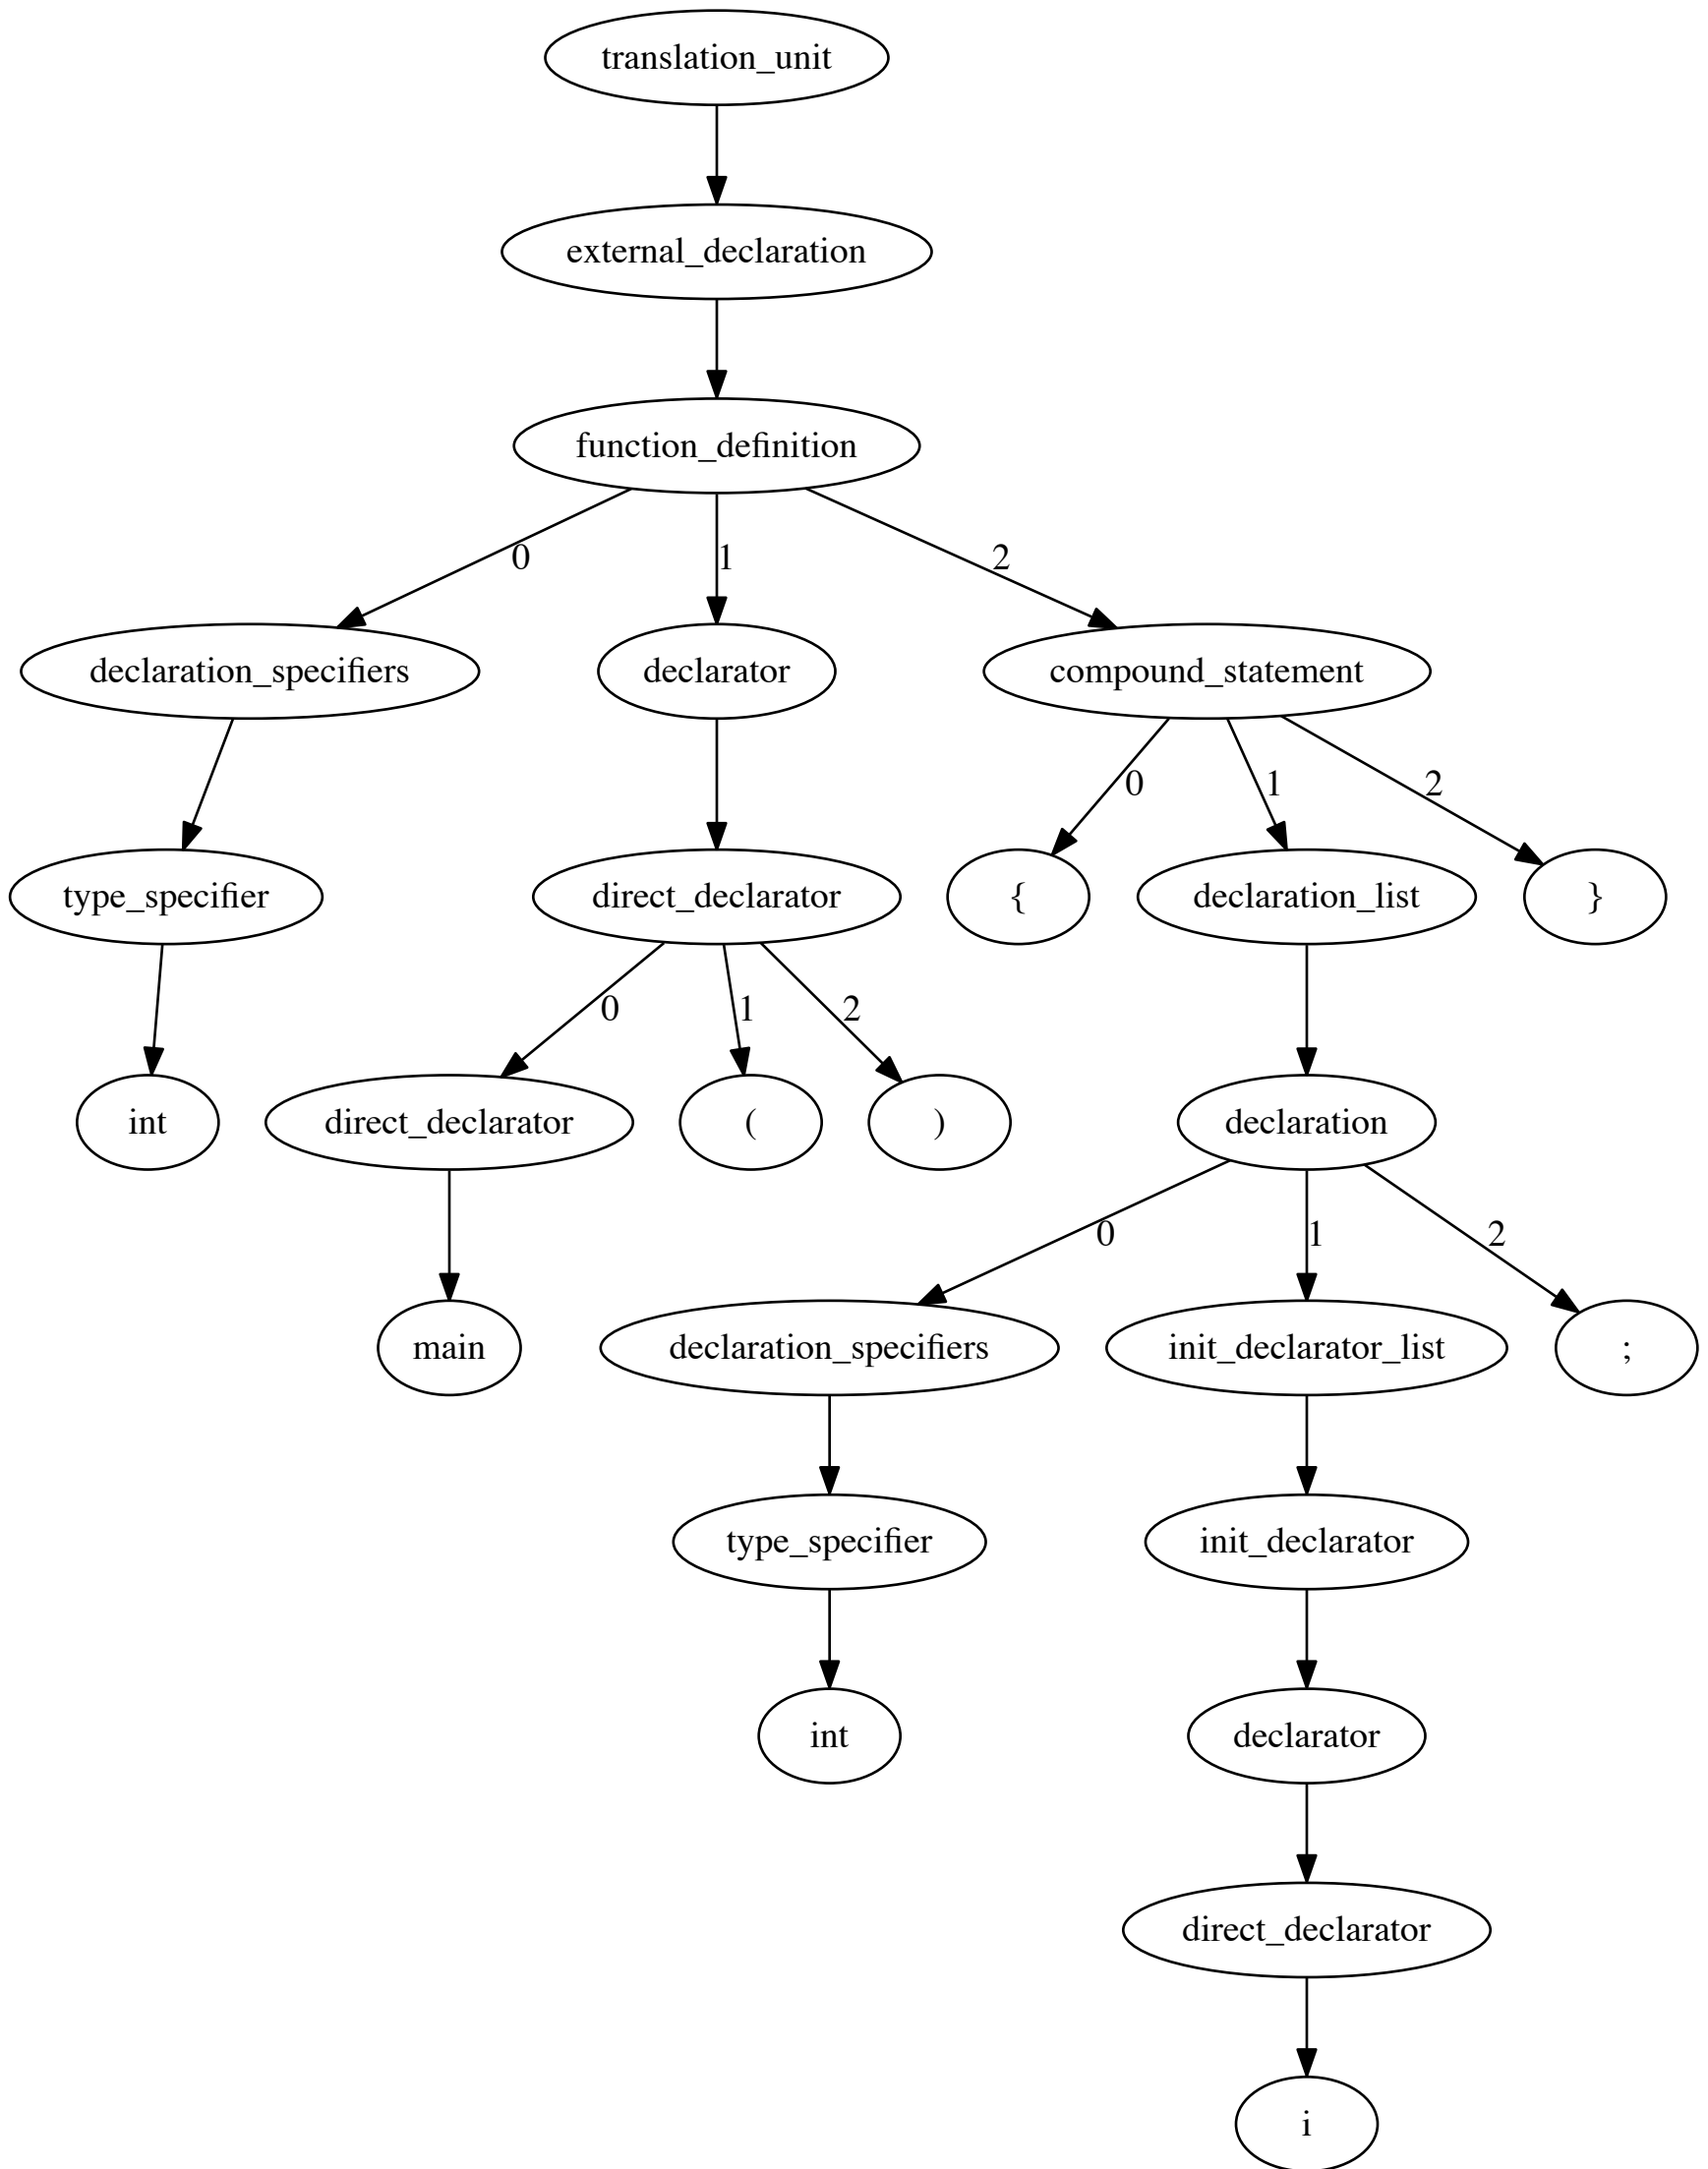 translation_unit
external_declaration
function_definition
0 1 2
declaration_specifiers declarator compound_statement
0 1 2
type_specifier direct_declarator { declaration_list }
0 1 2
int direct_declarator ( ) declaration
0 1 2
main declaration_specifiers init_declarator_list ;
type_specifier init_declarator
int declarator
direct_declarator
i